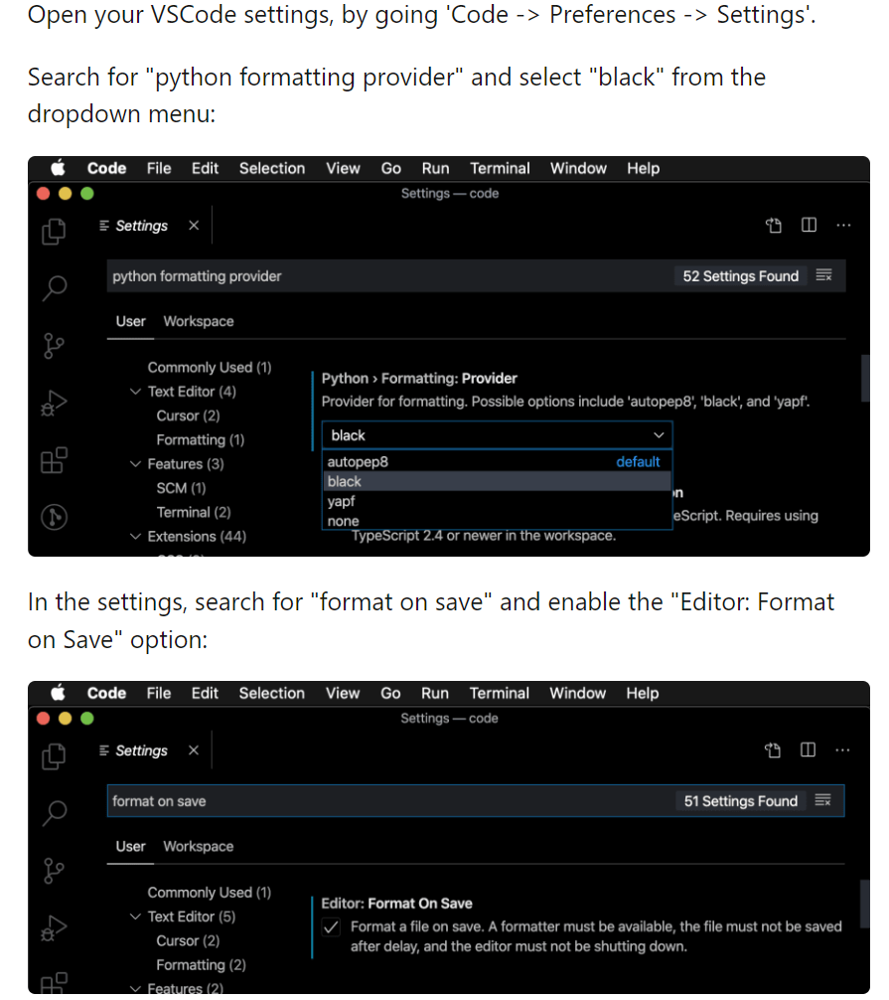 Open your VSCode settings, by going 'Code -> Preferences -> Settings'.
Search for "python formatting provider" and select "black" from the
dropdown menu:
Code File Edit Selection View Go Run Terminal Window Help
Settings — code
Settings
python formatting provider
52 Settings Found
User Workspace
Commonly Used (1)
Text Editor (4)
Cursor (2)
Formatting (1)
Features (3)
SCM (1)
Terminal (2)
Extensions (44)
Python › Formatting: Provider
Provider for formatting. Possible options include 'autopep8', 'black', and 'yapf'.
black
autopep8 default
black
yapf
none
eScript. Requires using
TypeScript 2.4 or newer in the workspace.
In the settings, search for "format on save" and enable the "Editor: Format
on Save" option:
Code File Edit Selection View Go Run Terminal Window Help
Settings — code
Settings
format on save
51 Settings Found
User Workspace
Commonly Used (1)
Text Editor (5)
Cursor (2)
Formatting (2)
Features (2)
Editor: Format On Save
Format a file on save. A formatter must be available, the file must not be saved
after delay, and the editor must not be shutting down.